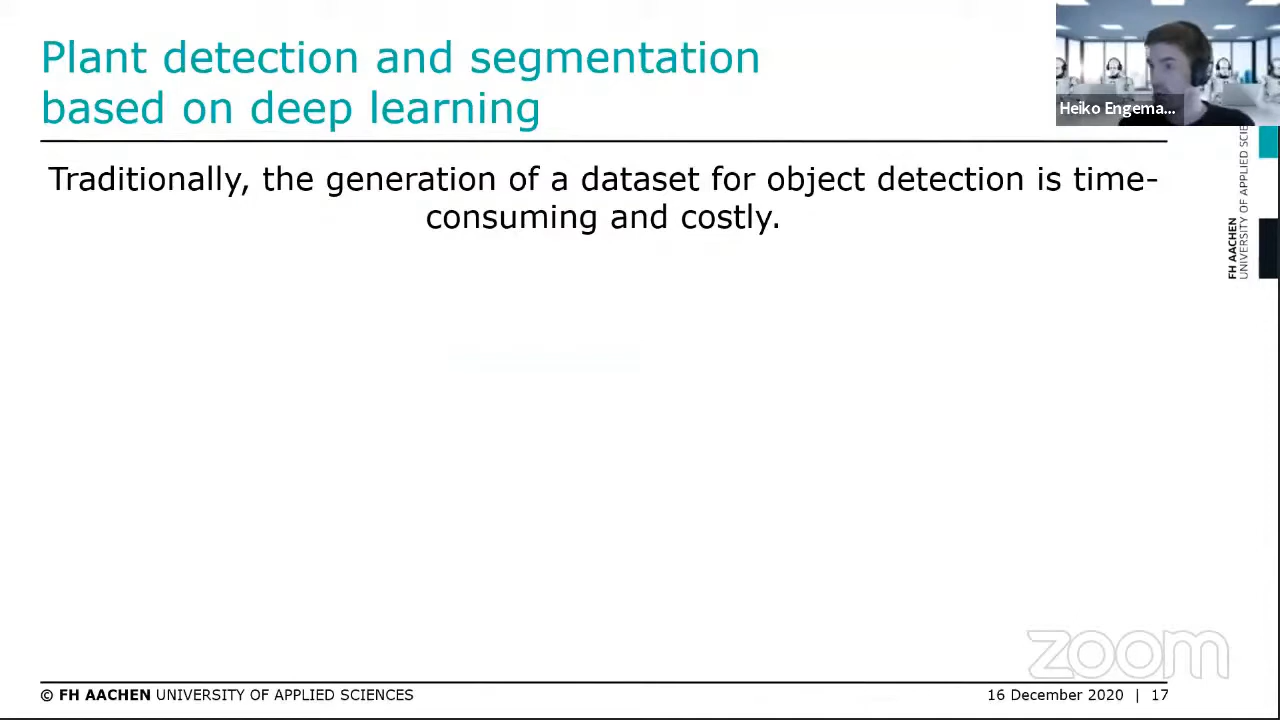 Plant detection and segmentation
based on deep learning
Heiko Engema...
Traditionally, the generation of a dataset for object detection is time-
consuming and costly.
FH AACHEN
UNIVERSITY OF APPLIED SCIE
zoom
© FH AACHEN UNIVERSITY OF APPLIED SCIENCES
16 December 2020 | 17